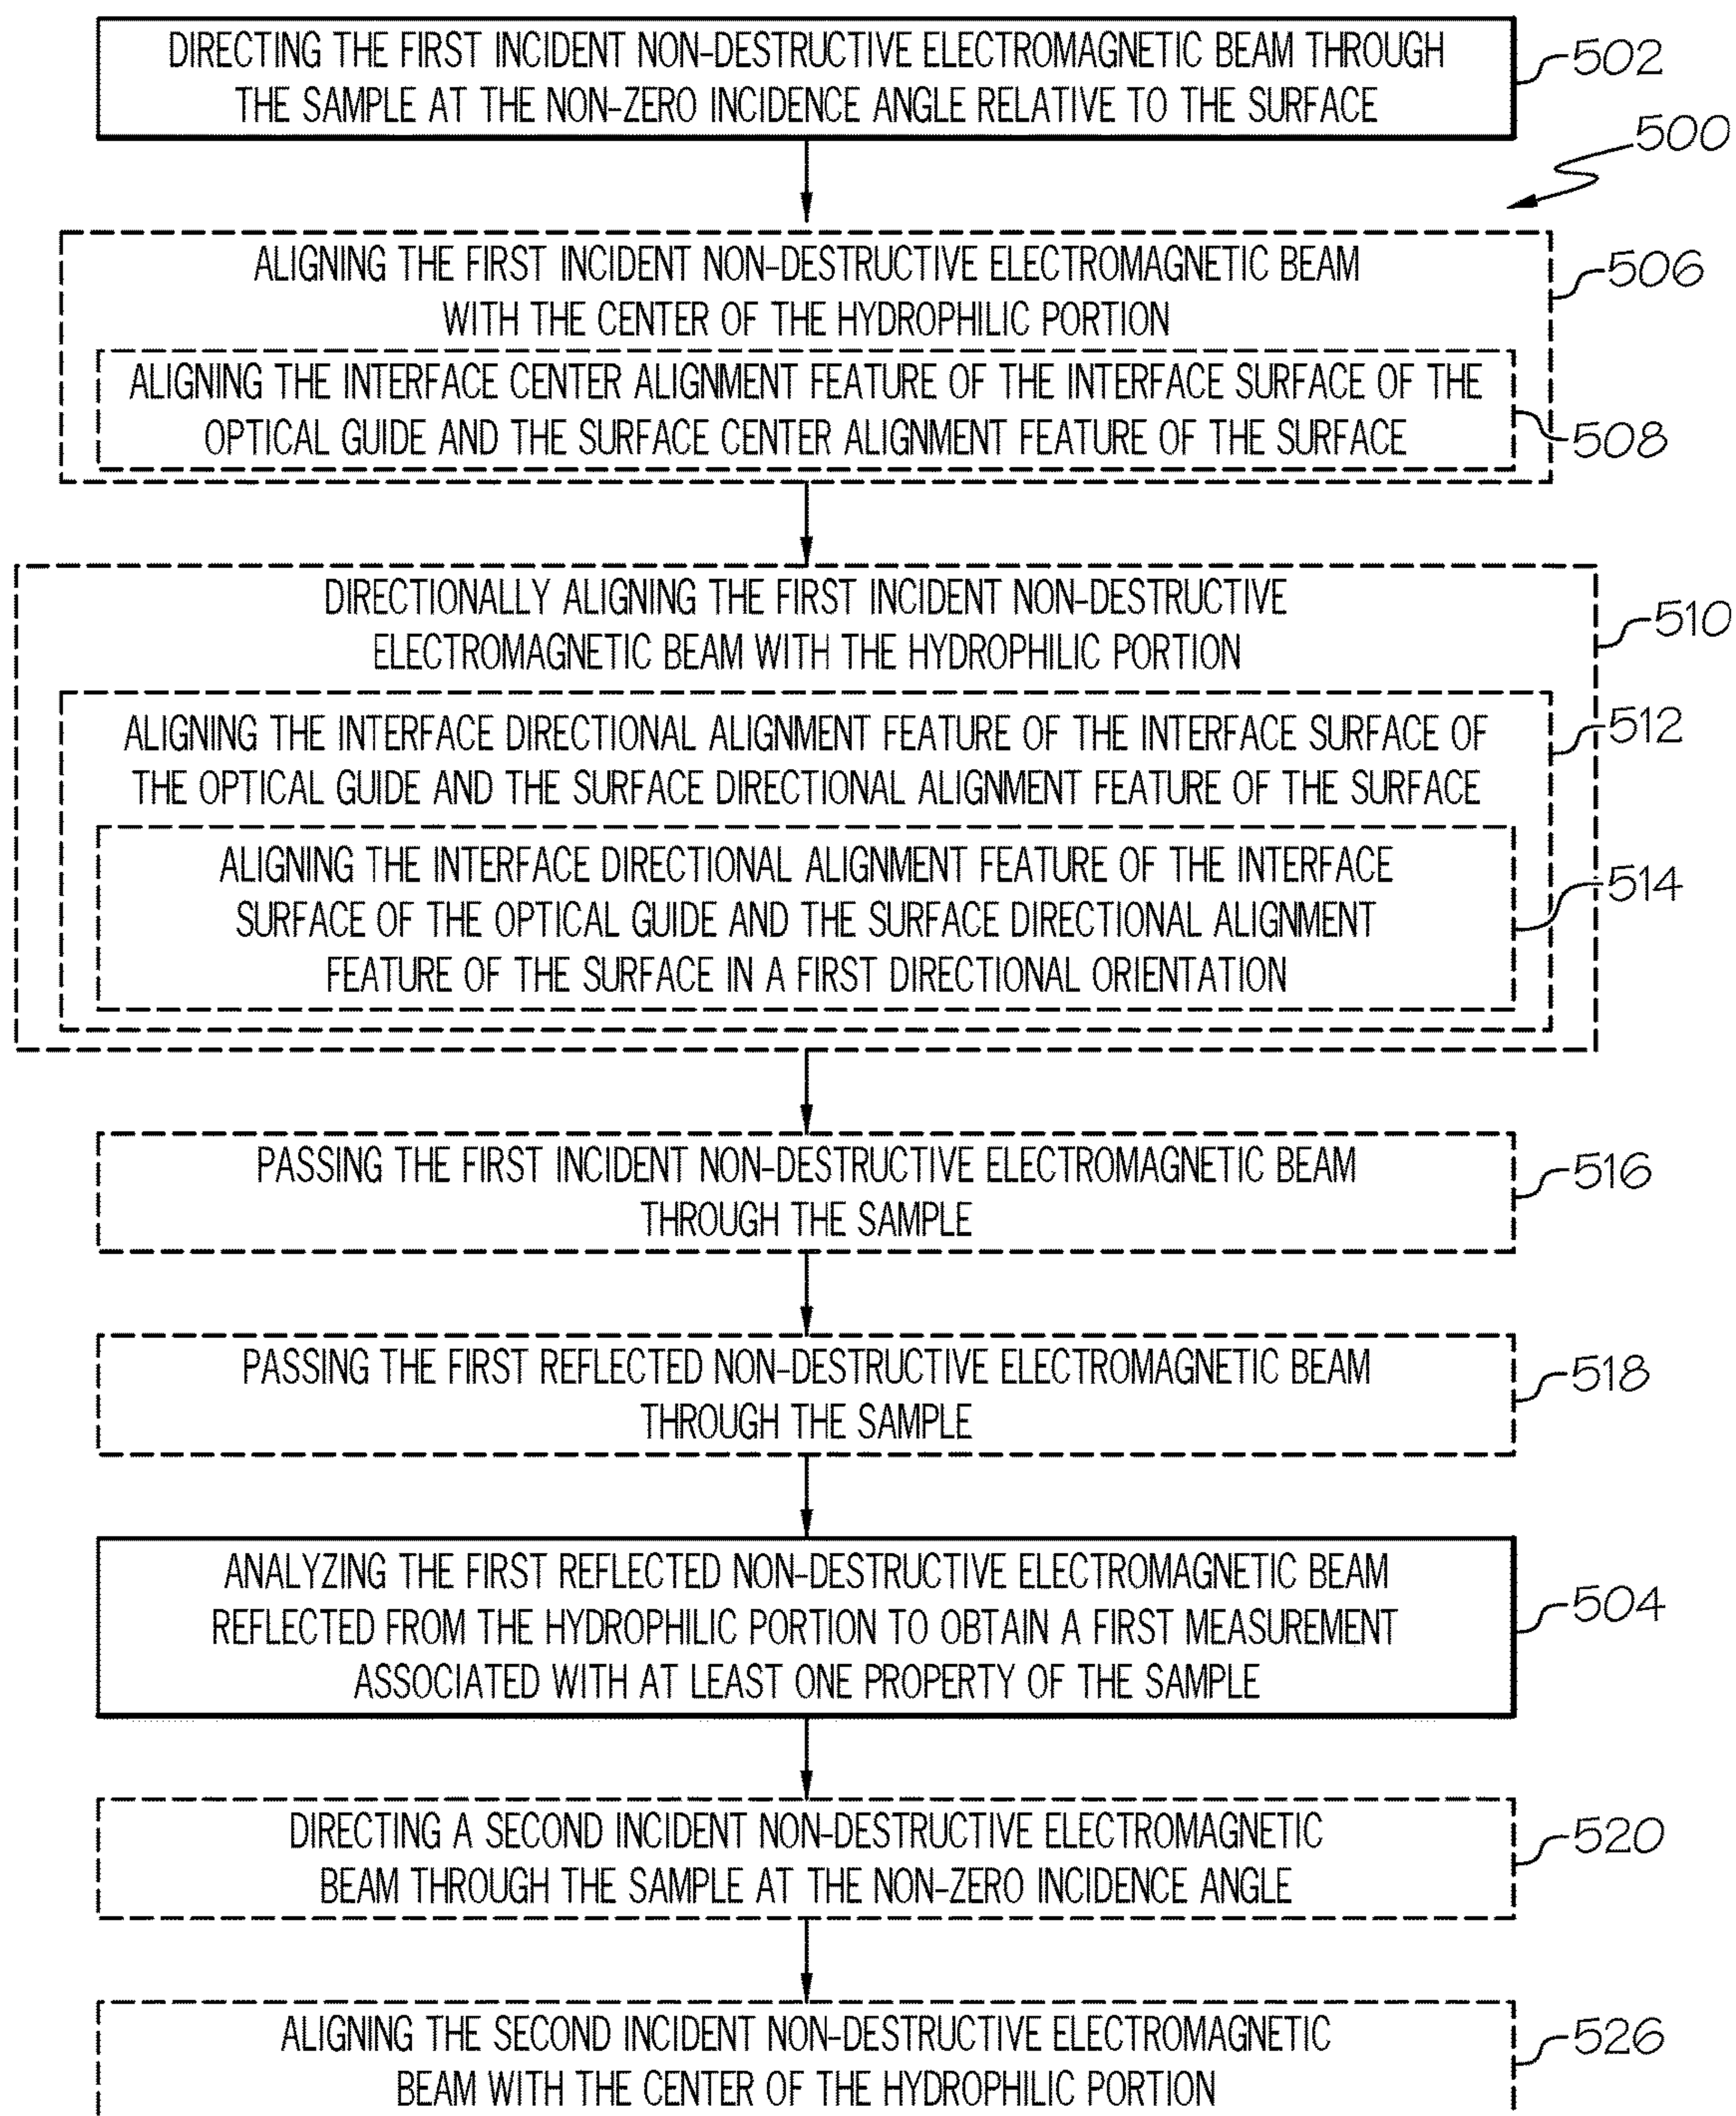 DIRECTING THE FIRST INCIDENT NON-DESTRUCTIVE ELECTROMAGNETIC BEAM THROUGH
THE SAMPLE AT THE NON-ZERO INCIDENCE ANGLE RELATIVE TO THE SURFACE
502
500
ALIGNING THE FIRST INCIDENT NON-DESTRUCTIVE ELECTROMAGNETIC BEAM
WITH THE CENTER OF THE HYDROPHILIC PORTION
506
ALIGNING THE INTERFACE CENTER ALIGNMENT FEATURE OF THE INTERFACE SURFACE OF THE
OPTICAL GUIDE AND THE SURFACE CENTER ALIGNMENT FEATURE OF THE SURFACE
508
DIRECTIONALLY ALIGNING THE FIRST INCIDENT NON-DESTRUCTIVE
ELECTROMAGNETIC BEAM WITH THE HYDROPHILIC PORTION
510
ALIGNING THE INTERFACE DIRECTIONAL ALIGNMENT FEATURE OF THE INTERFACE SURFACE OF
THE OPTICAL GUIDE AND THE SURFACE DIRECTIONAL ALIGNMENT FEATURE OF THE SURFACE
512
ALIGNING THE INTERFACE DIRECTIONAL ALIGNMENT FEATURE OF THE INTERFACE
SURFACE OF THE OPTICAL GUIDE AND THE SURFACE DIRECTIONAL ALIGNMENT
FEATURE OF THE SURFACE IN A FIRST DIRECTIONAL ORIENTATION
514
PASSING THE FIRST INCIDENT NON-DESTRUCTIVE ELECTROMAGNETIC BEAM
THROUGH THE SAMPLE
516
PASSING THE FIRST REFLECTED NON-DESTRUCTIVE ELECTROMAGNETIC BEAM
THROUGH THE SAMPLE
518
ANALYZING THE FIRST REFLECTED NON-DESTRUCTIVE ELECTROMAGNETIC BEAM
REFLECTED FROM THE HYDROPHILIC PORTION TO OBTAIN A FIRST MEASUREMENT
ASSOCIATED WITH AT LEAST ONE PROPERTY OF THE SAMPLE
504
DIRECTING A SECOND INCIDENT NON-DESTRUCTIVE ELECTROMAGNETIC
BEAM THROUGH THE SAMPLE AT THE NON-ZERO INCIDENCE ANGLE
520
ALIGNING THE SECOND INCIDENT NON-DESTRUCTIVE ELECTROMAGNETIC
BEAM WITH THE CENTER OF THE HYDROPHILIC PORTION
526